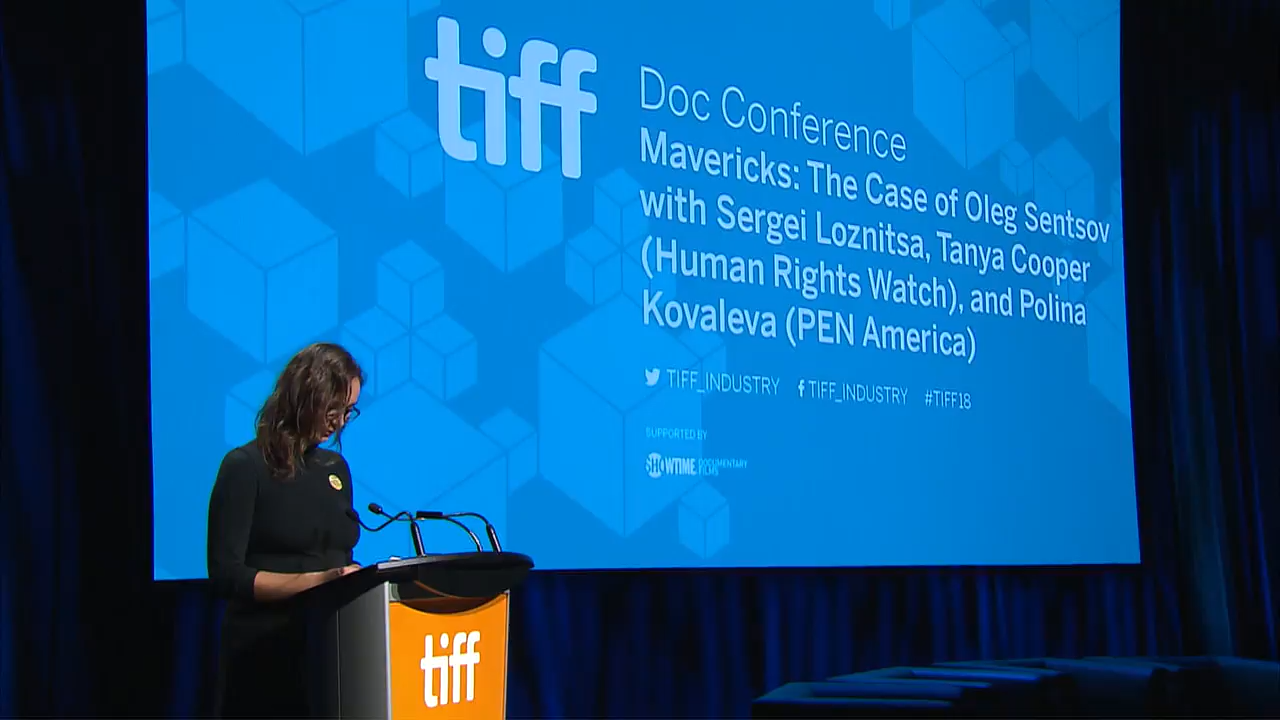 tiff
Doc Conference
Mavericks: The Case of Oleg Sentsov
with Sergei Loznitsa, Tanya Cooper
(Human Rights Watch), and Polina
Kovaleva (PEN America)
TIFF_INDUSTRY f TIFF_INDUSTRY #TIFF18
SUPPORTED BY
SHOWTIME DOCUMENTARY
FILMS
tiff